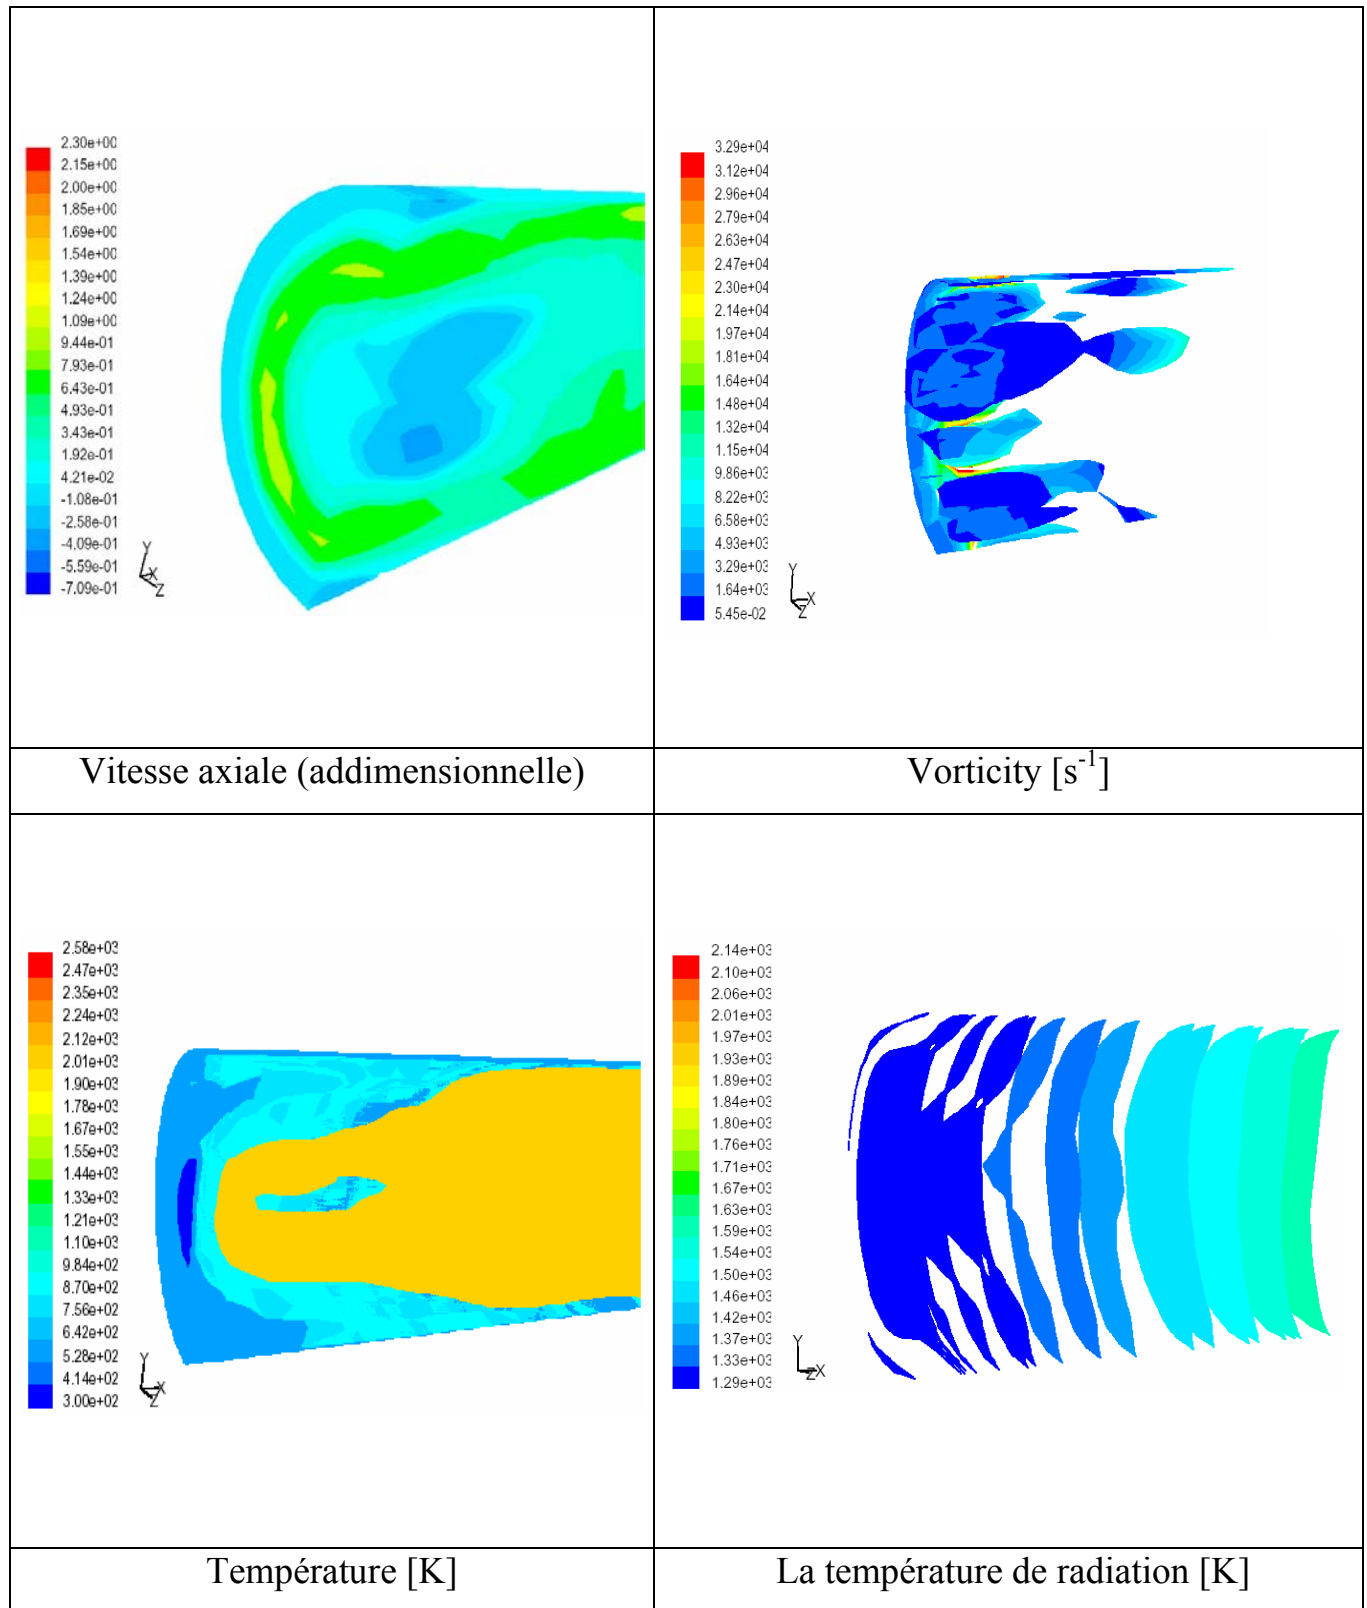 2.30e+00
2.15e+00
2.00e+00
1.85e+00
1.69e+00
1.54e+00
1.39e+00
1.24e+00
1.09e+00
9.44e-01
7.93e-01
6.43e-01
4.93e-01
3.43e-01
1.92e-01
4.21e-02
-1.08e-01
-2.58e-01
-4.09e-01
-5.59e-01
-7.09e-01
Y
X
Z
3.29e+04
3.12e+04
2.96e+04
2.79e+04
2.63e+04
2.47e+04
2.30e+04
2.14e+04
1.97e+04
1.81e+04
1.64e+04
1.48e+04
1.32e+04
1.15e+04
9.86e+03
8.22e+03
6.58e+03
4.93e+03
3.29e+03
1.64e+03
5.45e-02
Y
X
Z
Vitesse axiale (addimensionnelle)
Vorticity [s⁻¹]
2.58e+03
2.47e+03
2.35e+03
2.24e+03
2.12e+03
2.01e+03
1.90e+03
1.78e+03
1.67e+03
1.55e+03
1.44e+03
1.33e+03
1.21e+03
1.10e+03
9.84e+02
8.70e+02
7.56e+02
6.42e+02
5.28e+02
4.14e+02
3.00e+02
Y
X
Z
2.14e+03
2.10e+03
2.06e+03
2.01e+03
1.97e+03
1.93e+03
1.89e+03
1.84e+03
1.80e+03
1.76e+03
1.71e+03
1.67e+03
1.63e+03
1.59e+03
1.54e+03
1.50e+03
1.46e+03
1.42e+03
1.37e+03
1.33e+03
1.29e+03
Y
ZX
Température [K]
La température de radiation [K]